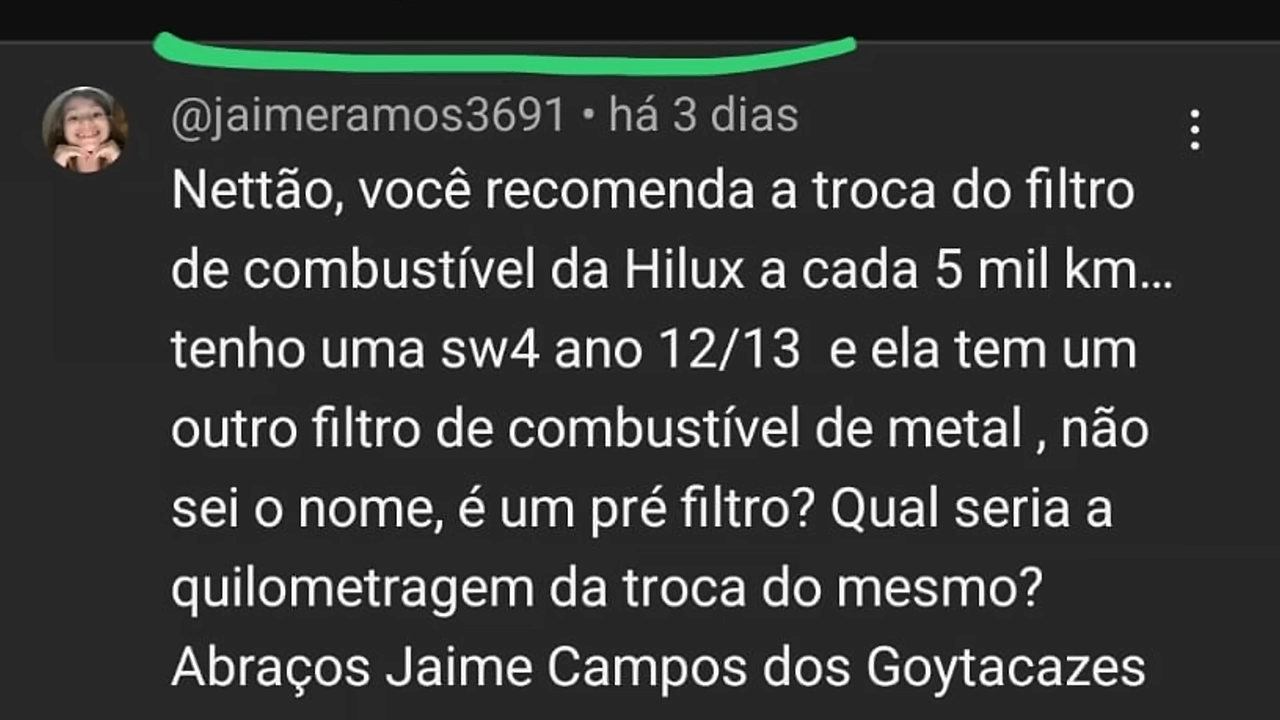 @jaimeramos3691 • há 3 dias
Nettão, você recomenda a troca do filtro
de combustível da Hilux a cada 5 mil km...
tenho uma sw4 ano 12/13  e ela tem um
outro filtro de combustível de metal , não
sei o nome, é um pré filtro? Qual seria a
quilometragem da troca do mesmo?
Abraços Jaime Campos dos Goytacazes